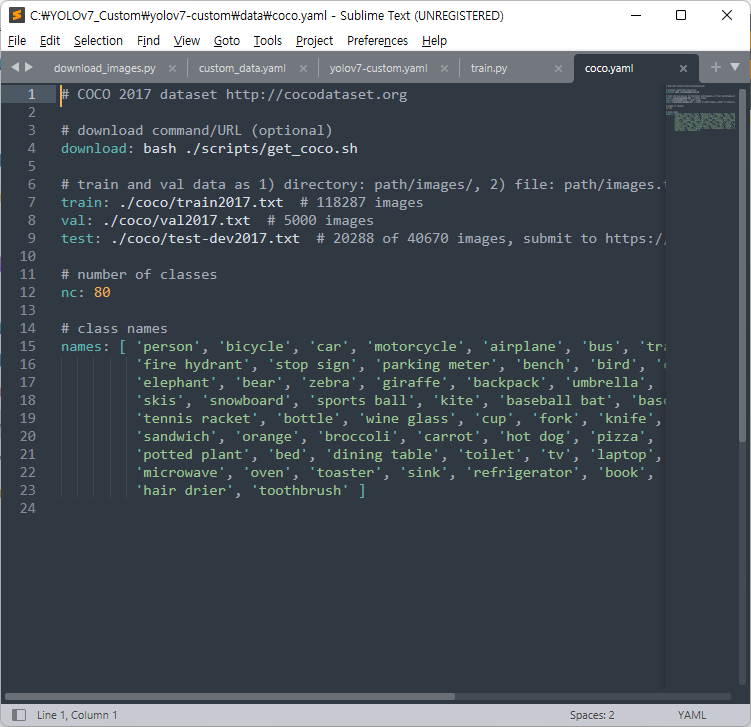 C:₩YOLOv7_Custom₩yolov7-custom₩data₩coco.yaml - Sublime Text (UNREGISTERED)
File Edit Selection Find View Goto Tools Project Preferences Help
download_images.py × custom_data.yaml × yolov7-custom.yaml × train.py × coco.yaml × +
1 # COCO 2017 dataset http://cocodataset.org
2
3 # download command/URL (optional)
4 download: bash ./scripts/get_coco.sh
5
6 # train and val data as 1) directory: path/images/, 2) file: path/images.
7 train: ./coco/train2017.txt # 118287 images
8 val: ./coco/val2017.txt # 5000 images
9 test: ./coco/test-dev2017.txt # 20288 of 40670 images, submit to https://
10
11 # number of classes
12 nc: 80
13
14 # class names
15 names: [ 'person', 'bicycle', 'car', 'motorcycle', 'airplane', 'bus', 'tra
16 'fire hydrant', 'stop sign', 'parking meter', 'bench', 'bird', '
17 'elephant', 'bear', 'zebra', 'giraffe', 'backpack', 'umbrella'
18 'skis', 'snowboard', 'sports ball', 'kite', 'baseball bat', 'bas
19 'tennis racket', 'bottle', 'wine glass', 'cup', 'fork', 'knife',
20 'sandwich', 'orange', 'broccoli', 'carrot', 'hot dog', 'pizza',
21 'potted plant', 'bed', 'dining table', 'toilet', 'tv', 'laptop',
22 'microwave', 'oven', 'toaster', 'sink', 'refrigerator', 'book',
23 'hair drier', 'toothbrush' ]
24
Line 1, Column 1 Spaces: 2 YAML